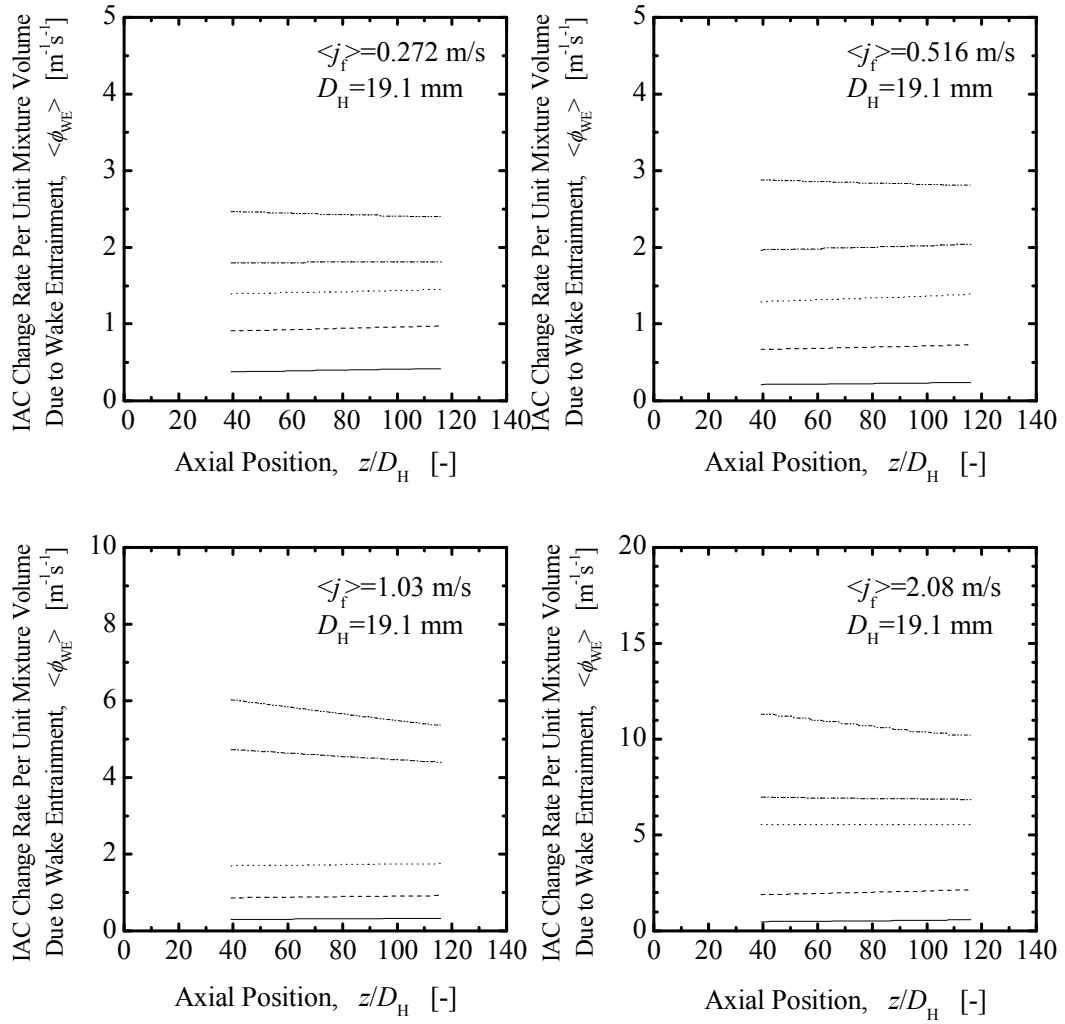 IAC Change Rate Per Unit Mixture Volume
Due to Wake Entrainment, <ϕWE> [m⁻¹s⁻¹]
5
4
3
2
1
0
<jf>=0.272 m/s
DH=19.1 mm
0 20 40 60 80 100 120 140
Axial Position, z/DH [-]
IAC Change Rate Per Unit Mixture Volume
Due to Wake Entrainment, <ϕWE> [m⁻¹s⁻¹]
5
4
3
2
1
0
<jf>=0.516 m/s
DH=19.1 mm
0 20 40 60 80 100 120 140
Axial Position, z/DH [-]
IAC Change Rate Per Unit Mixture Volume
Due to Wake Entrainment, <ϕWE> [m⁻¹s⁻¹]
10
8
6
4
2
0
<jf>=1.03 m/s
DH=19.1 mm
0 20 40 60 80 100 120 140
Axial Position, z/DH [-]
IAC Change Rate Per Unit Mixture Volume
Due to Wake Entrainment, <ϕWE> [m⁻¹s⁻¹]
20
15
10
5
0
<jf>=2.08 m/s
DH=19.1 mm
0 20 40 60 80 100 120 140
Axial Position, z/DH [-]